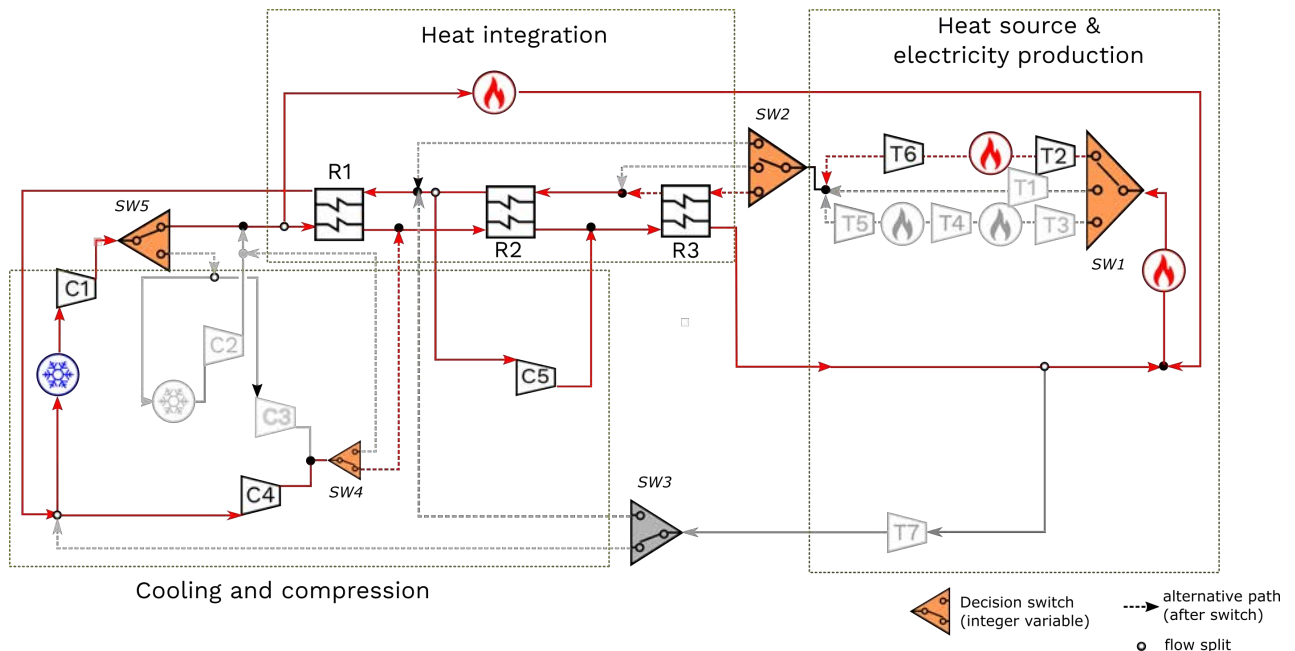 Heat integration
Heat source &
electricity production
SW2
T6
T2
R1
T1
SW5
T5
T4
T3
R2
R3
SW1
C1
C2
C5
C3
SW4
C4
SW3
T7
Cooling and compression
Decision switch
(integer variable)
alternative path
(after switch)
flow split